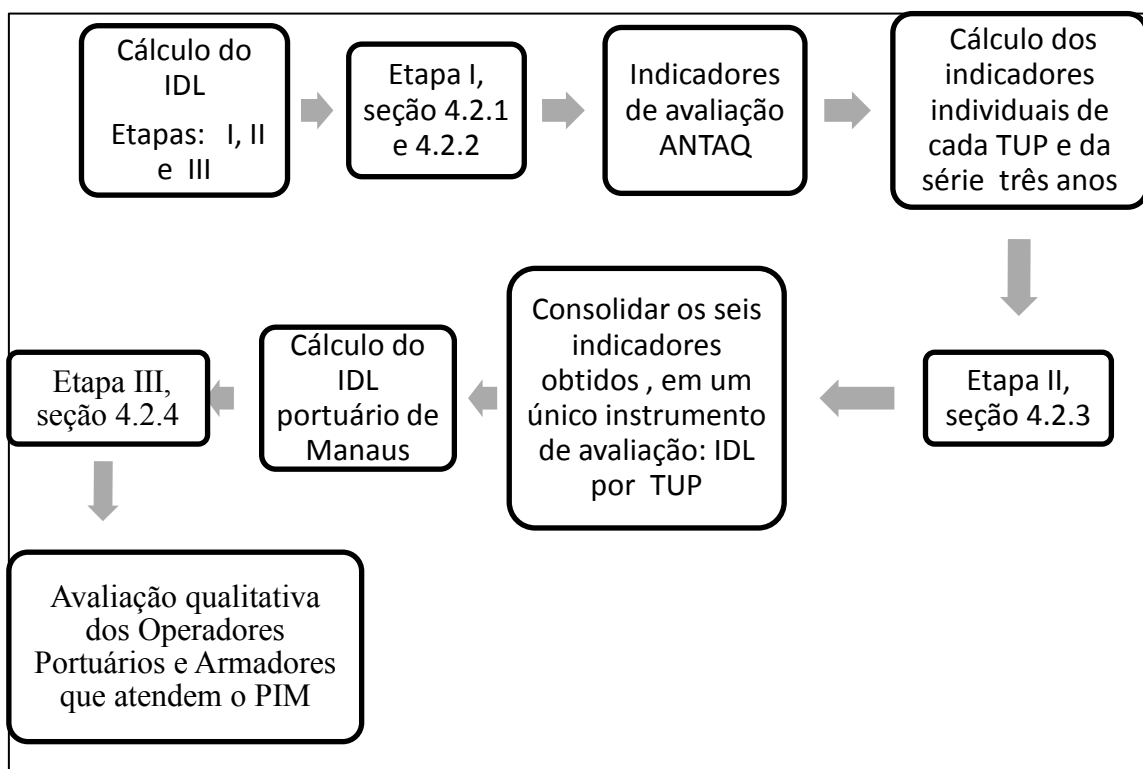 Cálculo do
IDL
Etapas: I, II
e III
Etapa I,
seção 4.2.1
e 4.2.2
Indicadores
de avaliação
ANTAQ
Cálculo dos
indicadores
individuais de
cada TUP e da
série três anos
Etapa II,
seção 4.2.3
Consolidar os seis
indicadores
obtidos , em um
único instrumento
de avaliação: IDL
por TUP
Cálculo do
IDL
portuário de
Manaus
Etapa III,
seção 4.2.4
Avaliação qualitativa
dos Operadores
Portuários e Armadores
que atendem o PIM